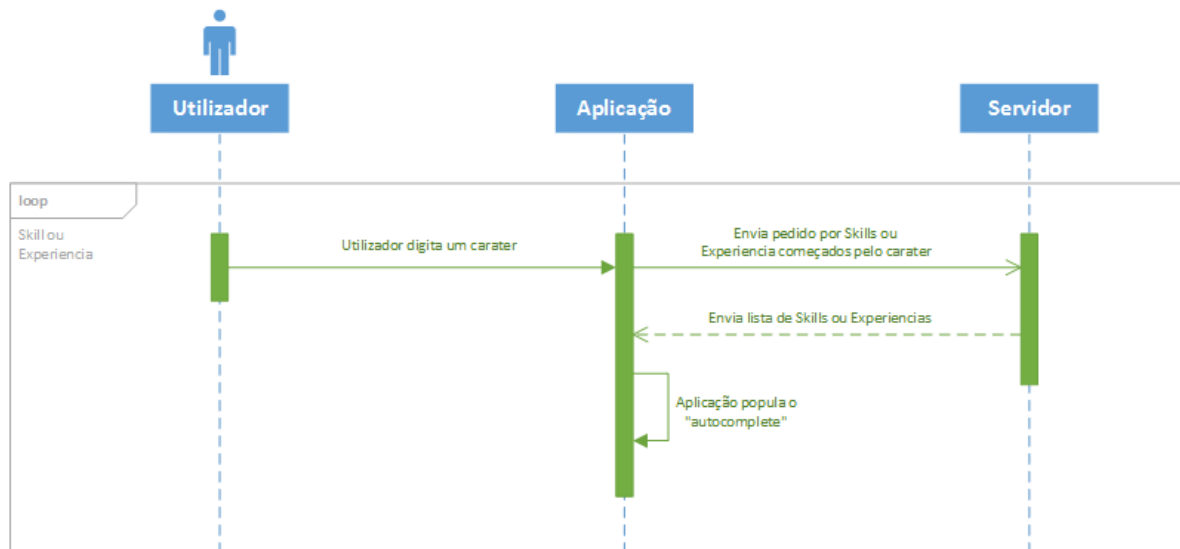 Utilizador
Aplicação
Servidor
loop
Skill ou
Experiencia
Utilizador digita um carater
Envia pedido por Skills ou
Experiencia começados pelo carater
Envia lista de Skills ou Experiencias
Aplicação popula o
"autocomplete"